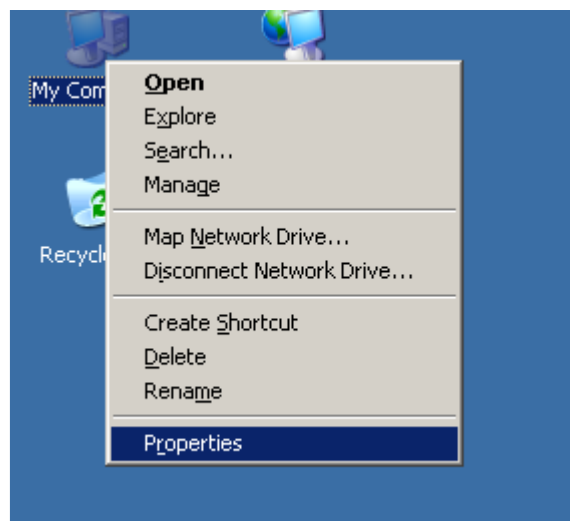 My Com
Open
Explore
Search...
Manage
Map Network Drive...
Recycl
Disconnect Network Drive...
Create Shortcut
Delete
Rename
Properties